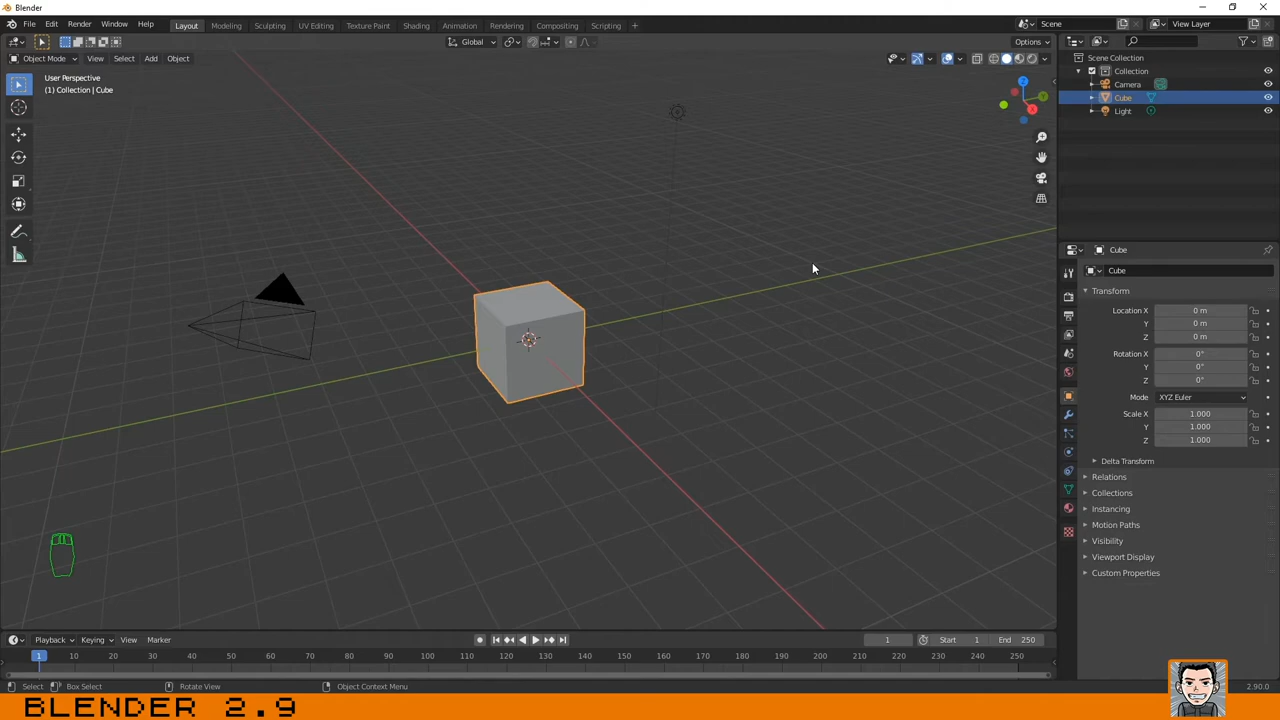 Blender
File Edit Render Window Help Layout Modeling Sculpting UV Editing Texture Paint Shading Animation Rendering Compositing Scripting + Scene View Layer
Global Options
Object Mode View Select Add Object
User Perspective
(1) Collection | Cube
Z
Y
X
Scene Collection
Collection
Camera
Cube
Light
Cube
Cube
Transform
Location X 0 m
Y 0 m
Z 0 m
Rotation X 0°
Y 0°
Z 0°
Mode XYZ Euler
Scale X 1.000
Y 1.000
Z 1.000
Delta Transform
Relations
Collections
Instancing
Motion Paths
Visibility
Viewport Display
Custom Properties
Playback Keying View Marker 1 Start 1 End 250
1 10 20 30 40 50 60 70 80 90 100 110 120 130 140 150 160 170 180 190 200 210 220 230 240 250
Select Box Select Rotate View Object Context Menu 2.90.0
BLENDER 2.9